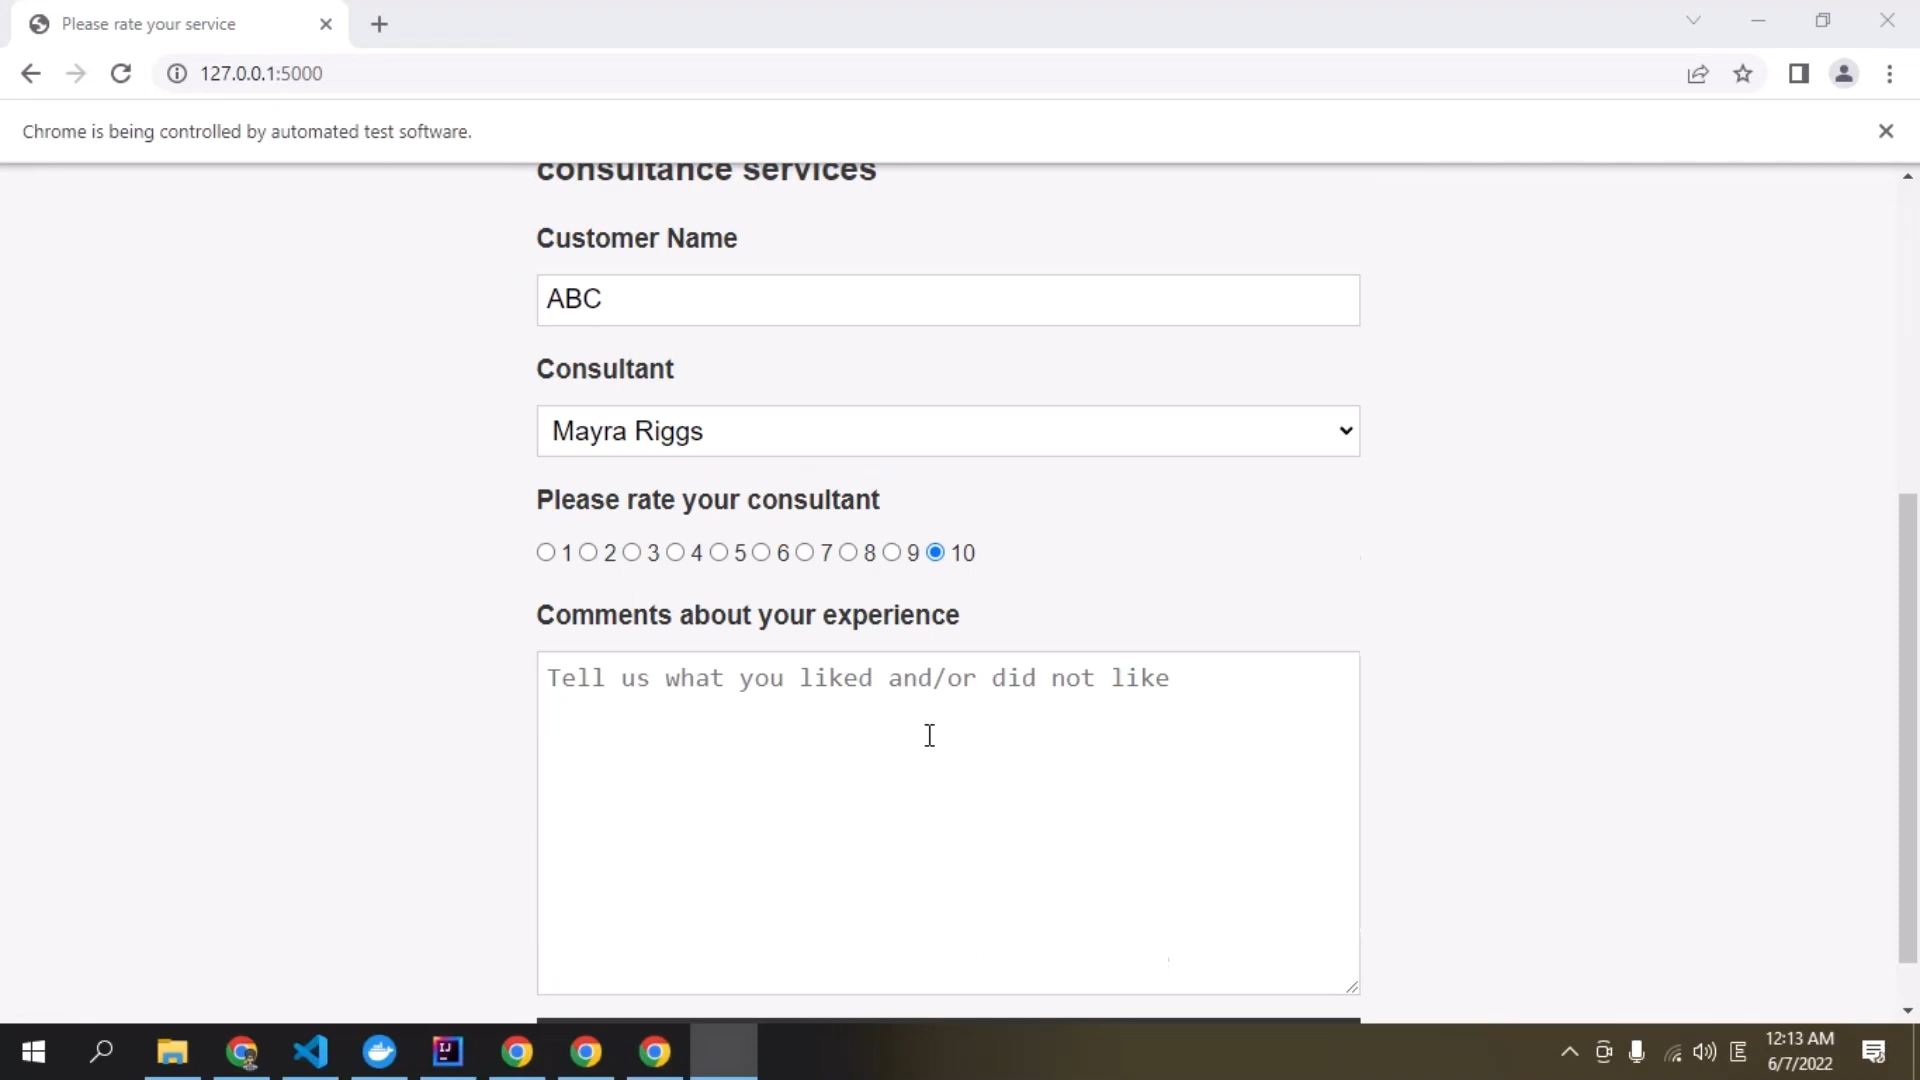 Please rate your service
127.0.0.1:5000
Chrome is being controlled by automated test software.
consultance services
Customer Name
ABC
Consultant
Mayra Riggs
Please rate your consultant
1 2 3 4 5 6 7 8 9 10
Comments about your experience
Tell us what you liked and/or did not like
12:13 AM
6/7/2022